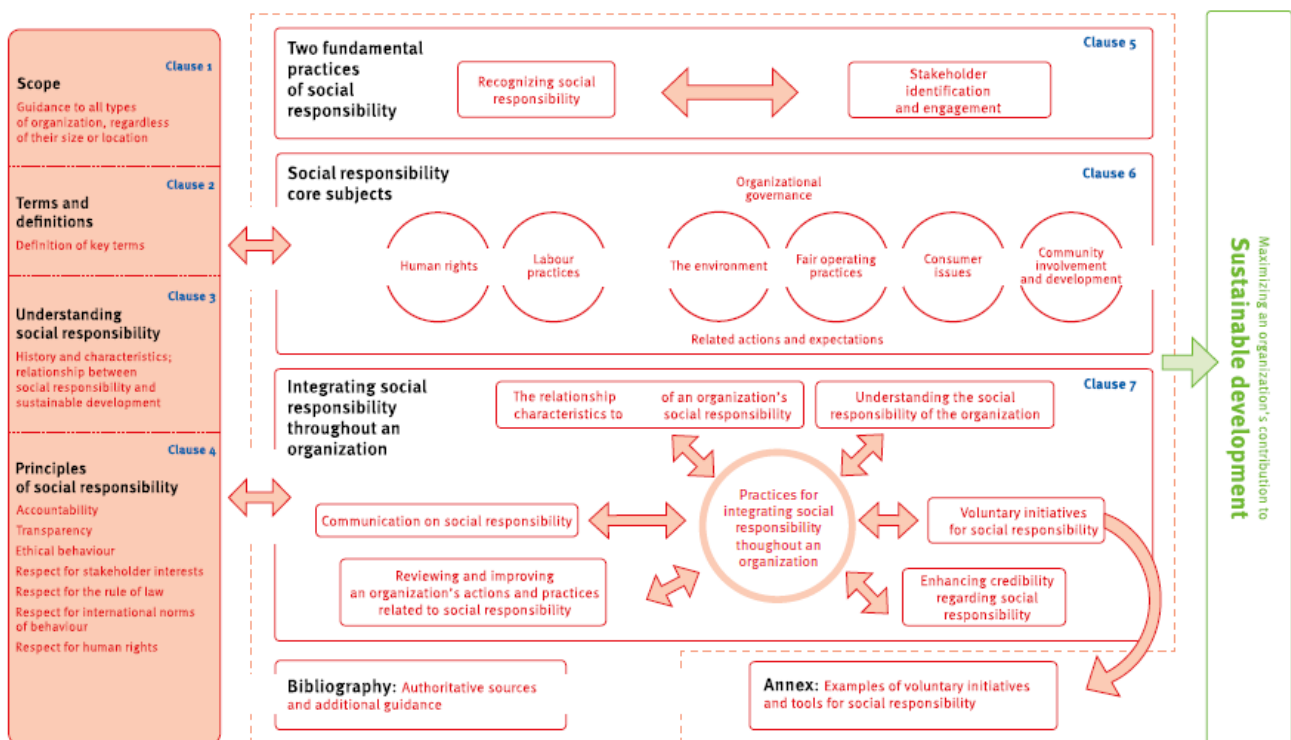 Clause 1
Scope
Guidance to all types
of organization, regardless
of their size or location
Clause 2
Terms and
definitions
Definition of key terms
Clause 3
Understanding
social responsibility
History and characteristics;
relationship between
social responsibility and
sustainable development
Clause 4
Principles
of social responsibility
Accountability
Transparency
Ethical behaviour
Respect for stakeholder interests
Respect for the rule of law
Respect for international norms
of behaviour
Respect for human rights
Two fundamental
practices
of social
responsibility
Clause 5
Recognizing social
responsibility
Stakeholder
identification
and engagement
Social responsibility
core subjects
Clause 6
Organizational
governance
Human rights
Labour
practices
The environment
Fair operating
practices
Consumer
issues
Community
involvement
and development
Related actions and expectations
Integrating social
responsibility
throughout an
organization
Clause 7
The relationship of an organization's
characteristics to social responsibility
Understanding the social
responsibility of the organization
Practices for
integrating social
responsibility
thoughout an
organization
Communication on social responsibility
Voluntary initiatives
for social responsibility
Reviewing and improving
an organization's actions and practices
related to social responsibility
Enhancing credibility
regarding social
responsibility
Bibliography: Authoritative sources
and additional guidance
Annex: Examples of voluntary initiatives
and tools for social responsibility
Maximizing an organization's contribution to
Sustainable development